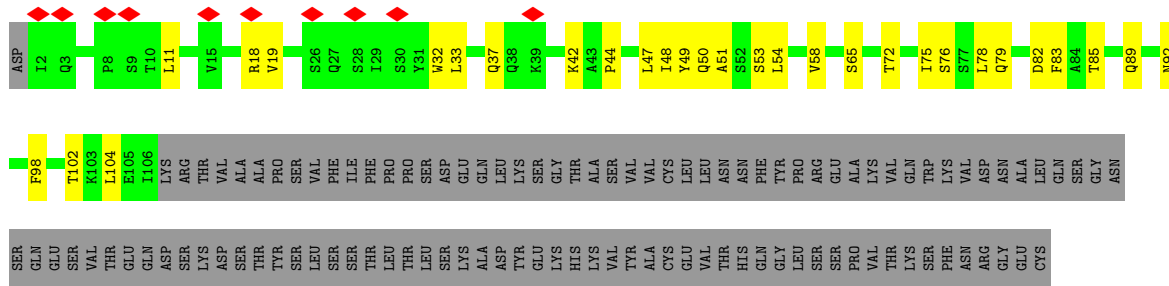 ASP I2 Q3 P8 S9 T10 L11 V15 R18 V19 S26 Q27 S28 I29 S30 Y31 W32 L33 Q37 Q38 K39 K42 A43 P44 L47 I48 Y49 Q50 A51 S52 S53 L54 V58 S65 T72 I75 S76 S77 L78 Q79 D82 F83 A84 T85 Q89 N92
F98 T102 K103 L104 E105 I106 LYS ARG THR VAL ALA ALA PRO SER VAL PHE ILE PHE PRO PRO SER ASP GLU GLN LEU LYS SER GLY THR ALA SER VAL VAL CYS LEU LEU ASN ASN PHE TYR PRO ARG GLU ALA LYS VAL GLN TRP LYS VAL ASP ASN ALA LEU GLN SER GLY ASN
SER GLN GLU SER VAL THR GLU GLN ASP SER LYS ASP SER THR TYR SER LEU SER SER THR LEU THR LEU SER LYS ALA ASP TYR GLU LYS HIS LYS VAL TYR ALA CYS GLU VAL THR HIS GLN GLY LEU SER SER PRO VAL THR LYS SER PHE ASN ARG GLY GLU CYS